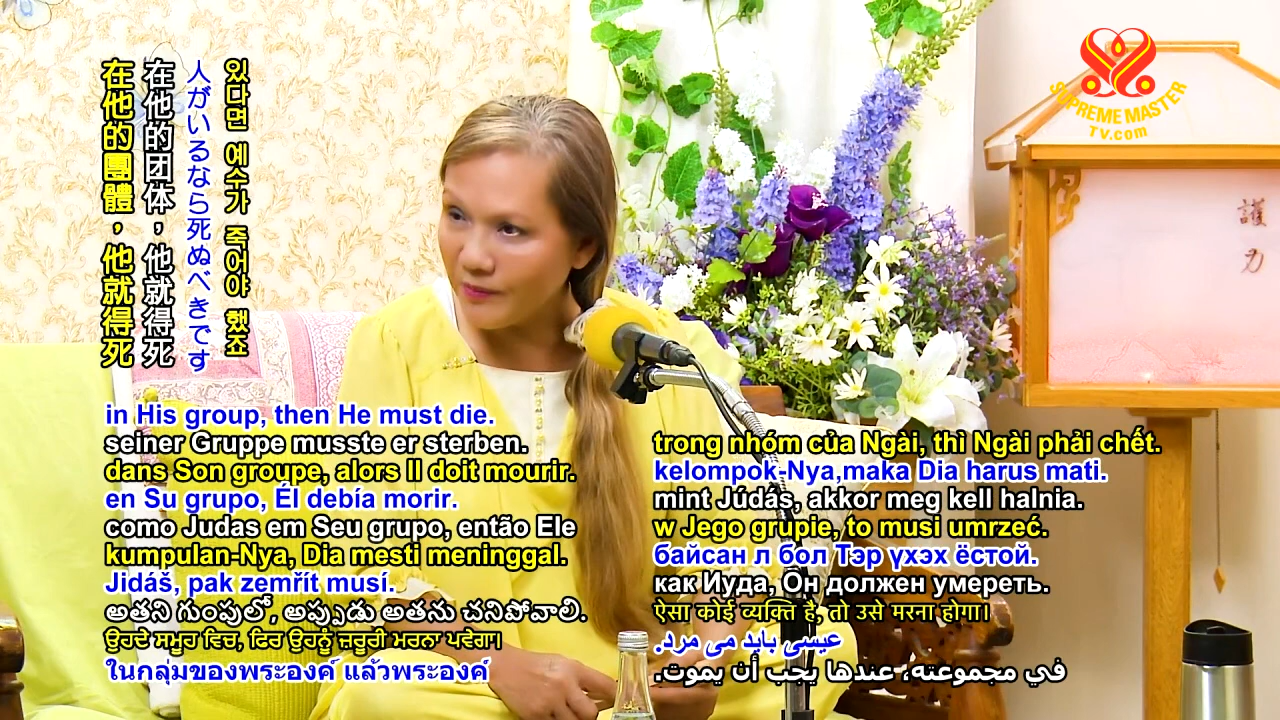 在他的團體，他就得死
在他的团体，他就得死
人がいるなら死ぬべきです
있다면 예수가 죽어야 했죠
SUPREME MASTER
TV.com
護力
in His group, then He must die.
seiner Gruppe musste er sterben.
dans Son groupe, alors Il doit mourir.
en Su grupo, Él debía morir.
como Judas em Seu grupo, então Ele
kumpulan-Nya, Dia mesti meninggal.
Jidáš, pak zemřít musí.
అతని గుంపులో, అప్పుడు అతను చనిపోవాలి.
ਉਹਦੇ ਸਮੂਹ ਵਿਚ, ਫਿਰ ਉਹਨੂੰ ਜ਼ਰੂਰੀ ਮਰਨਾ ਪਵੇਗਾ।
ในกลุ่มของพระองค์ แล้วพระองค์
trong nhóm của Ngài, thì Ngài phải chết.
kelompok-Nya,maka Dia harus mati.
mint Júdás, akkor meg kell halnia.
w Jego grupie, to musi umrzeć.
байсан л бол Тэр үхэх ёстой.
как Иуда, Он должен умереть.
ऐसा कोई व्यक्ति है, तो उसे मरना होगा।
عیسی باید می مرد.
في مجموعته، عندها يجب أن يموت.